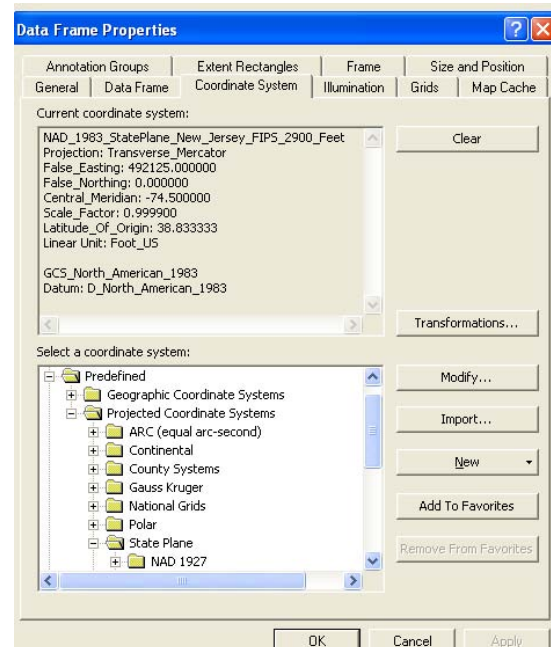 Data Frame Properties
Annotation Groups Extent Rectangles Frame Size and Position
General Data Frame Coordinate System Illumination Grids Map Cache
Current coordinate system:
NAD_1983_StatePlane_New_Jersey_FIPS_2900_Feet
Projection: Transverse_Mercator
False_Easting: 492125.000000
False_Northing: 0.000000
Central_Meridian: -74.500000
Scale_Factor: 0.999900
Latitude_Of_Origin: 38.833333
Linear Unit: Foot_US
GCS_North_American_1983
Datum: D_North_American_1983
Clear
Transformations...
Select a coordinate system:
Predefined
Geographic Coordinate Systems
Projected Coordinate Systems
ARC (equal arc-second)
Continental
County Systems
Gauss Kruger
National Grids
Polar
State Plane
NAD 1927
Modify...
Import...
New
Add To Favorites
Remove From Favorites
OK Cancel Apply